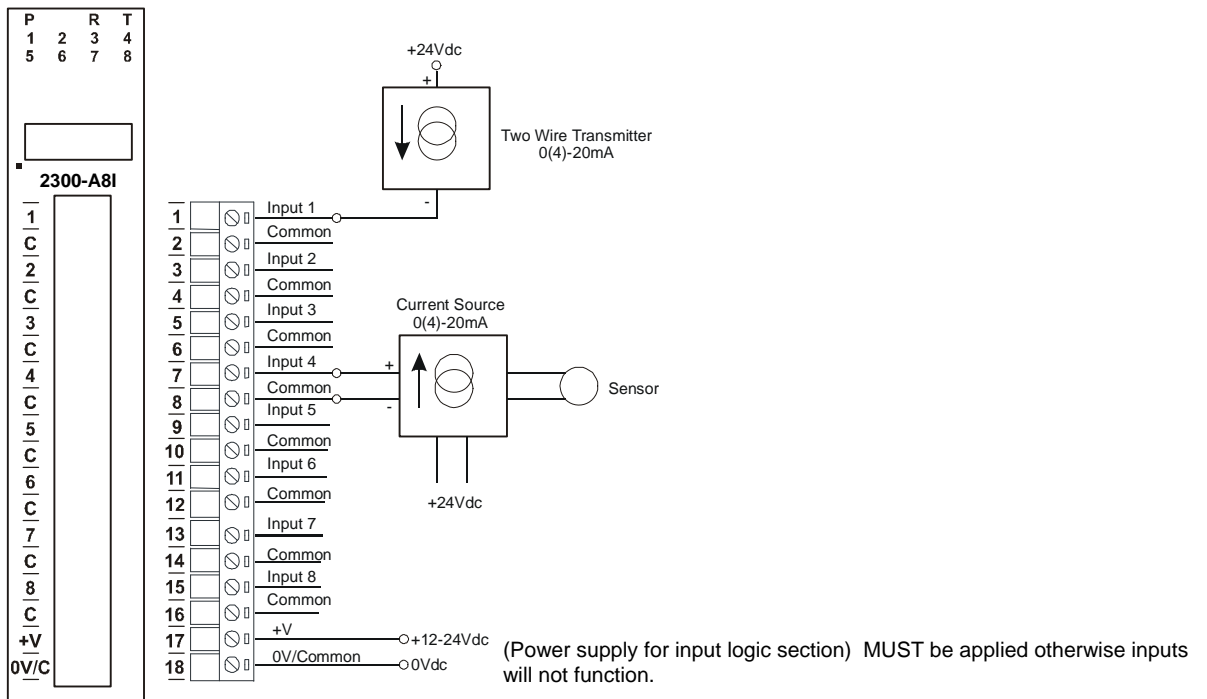 P R T
1 2 3 4
5 6 7 8
2300-A8I
1
C
2
C
3
C
4
C
5
C
6
C
7
C
8
C
+V
0V/C
+24Vdc
+
Two Wire Transmitter
0(4)-20mA
-
1 Input 1
2 Common
3 Input 2
4 Common
5 Input 3
6 Common
7 Input 4
8 Common
9 Input 5
10 Common
11 Input 6
12 Common
13 Input 7
14 Common
15 Input 8
16 Common
17 +V +12-24Vdc
18 0V/Common 0Vdc
Current Source
0(4)-20mA
+
-
Sensor
+24Vdc
(Power supply for input logic section) MUST be applied otherwise inputs
will not function.